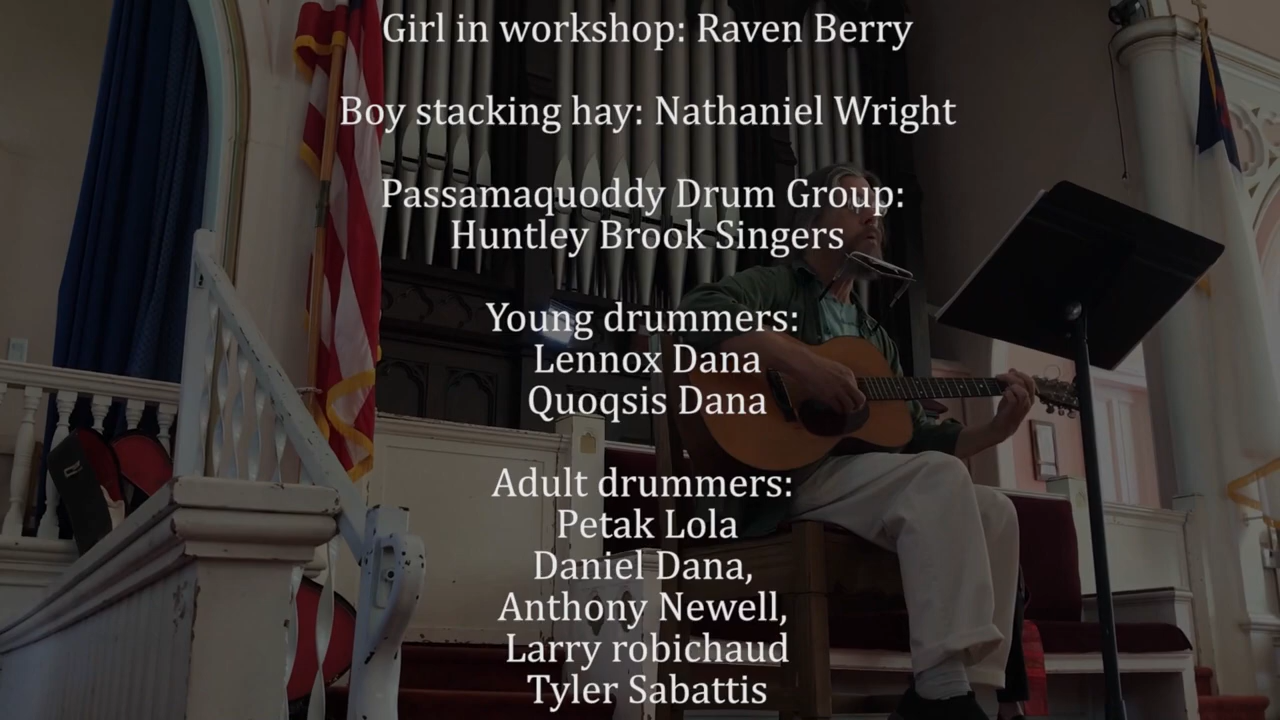 Girl in workshop: Raven Berry
Boy stacking hay: Nathaniel Wright
Passamaquoddy Drum Group:
Huntley Brook Singers
Young drummers:
Lennox Dana
Quoqsis Dana
Adult drummers:
Petak Lola
Daniel Dana,
Anthony Newell,
Larry robichaud
Tyler Sabattis